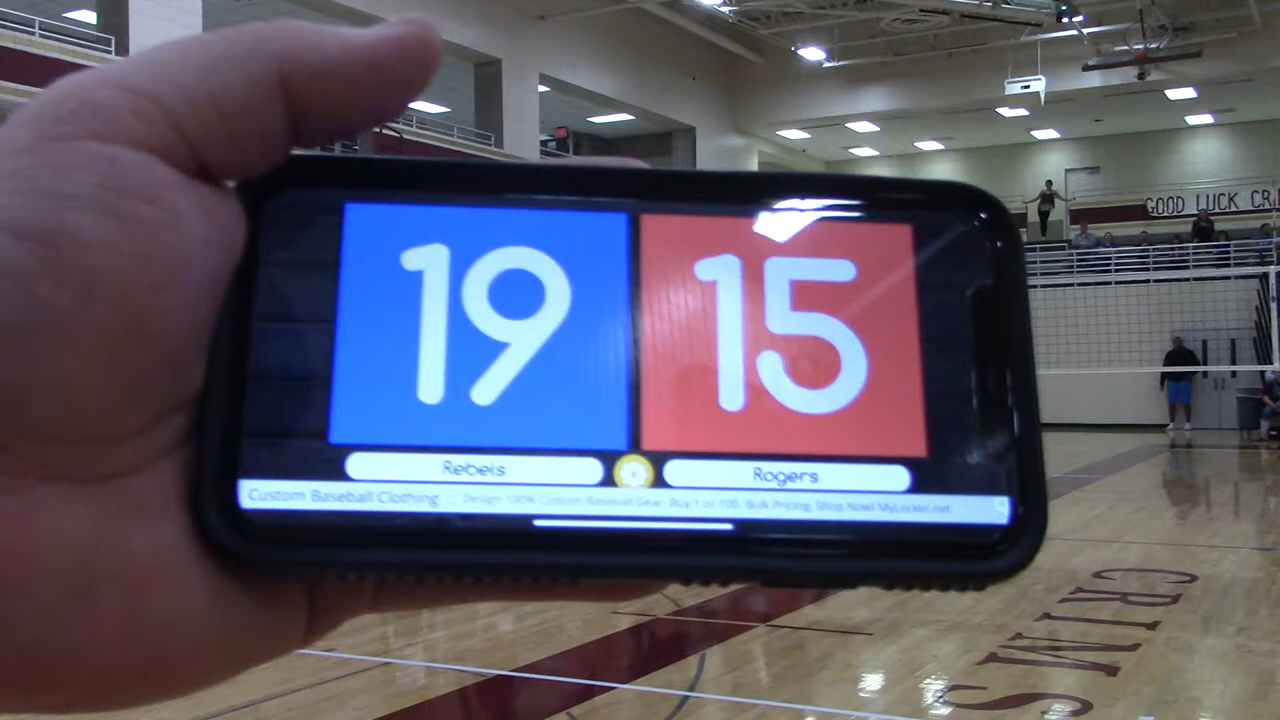 GOOD LUCK CRI
19 15
Rebels Rogers
Custom Baseball Clothing ... Design 100% Custom Baseball Gear. Buy 1 or 100, Bulk Pricing, Shop Now! MyLocker.net
CRIMS